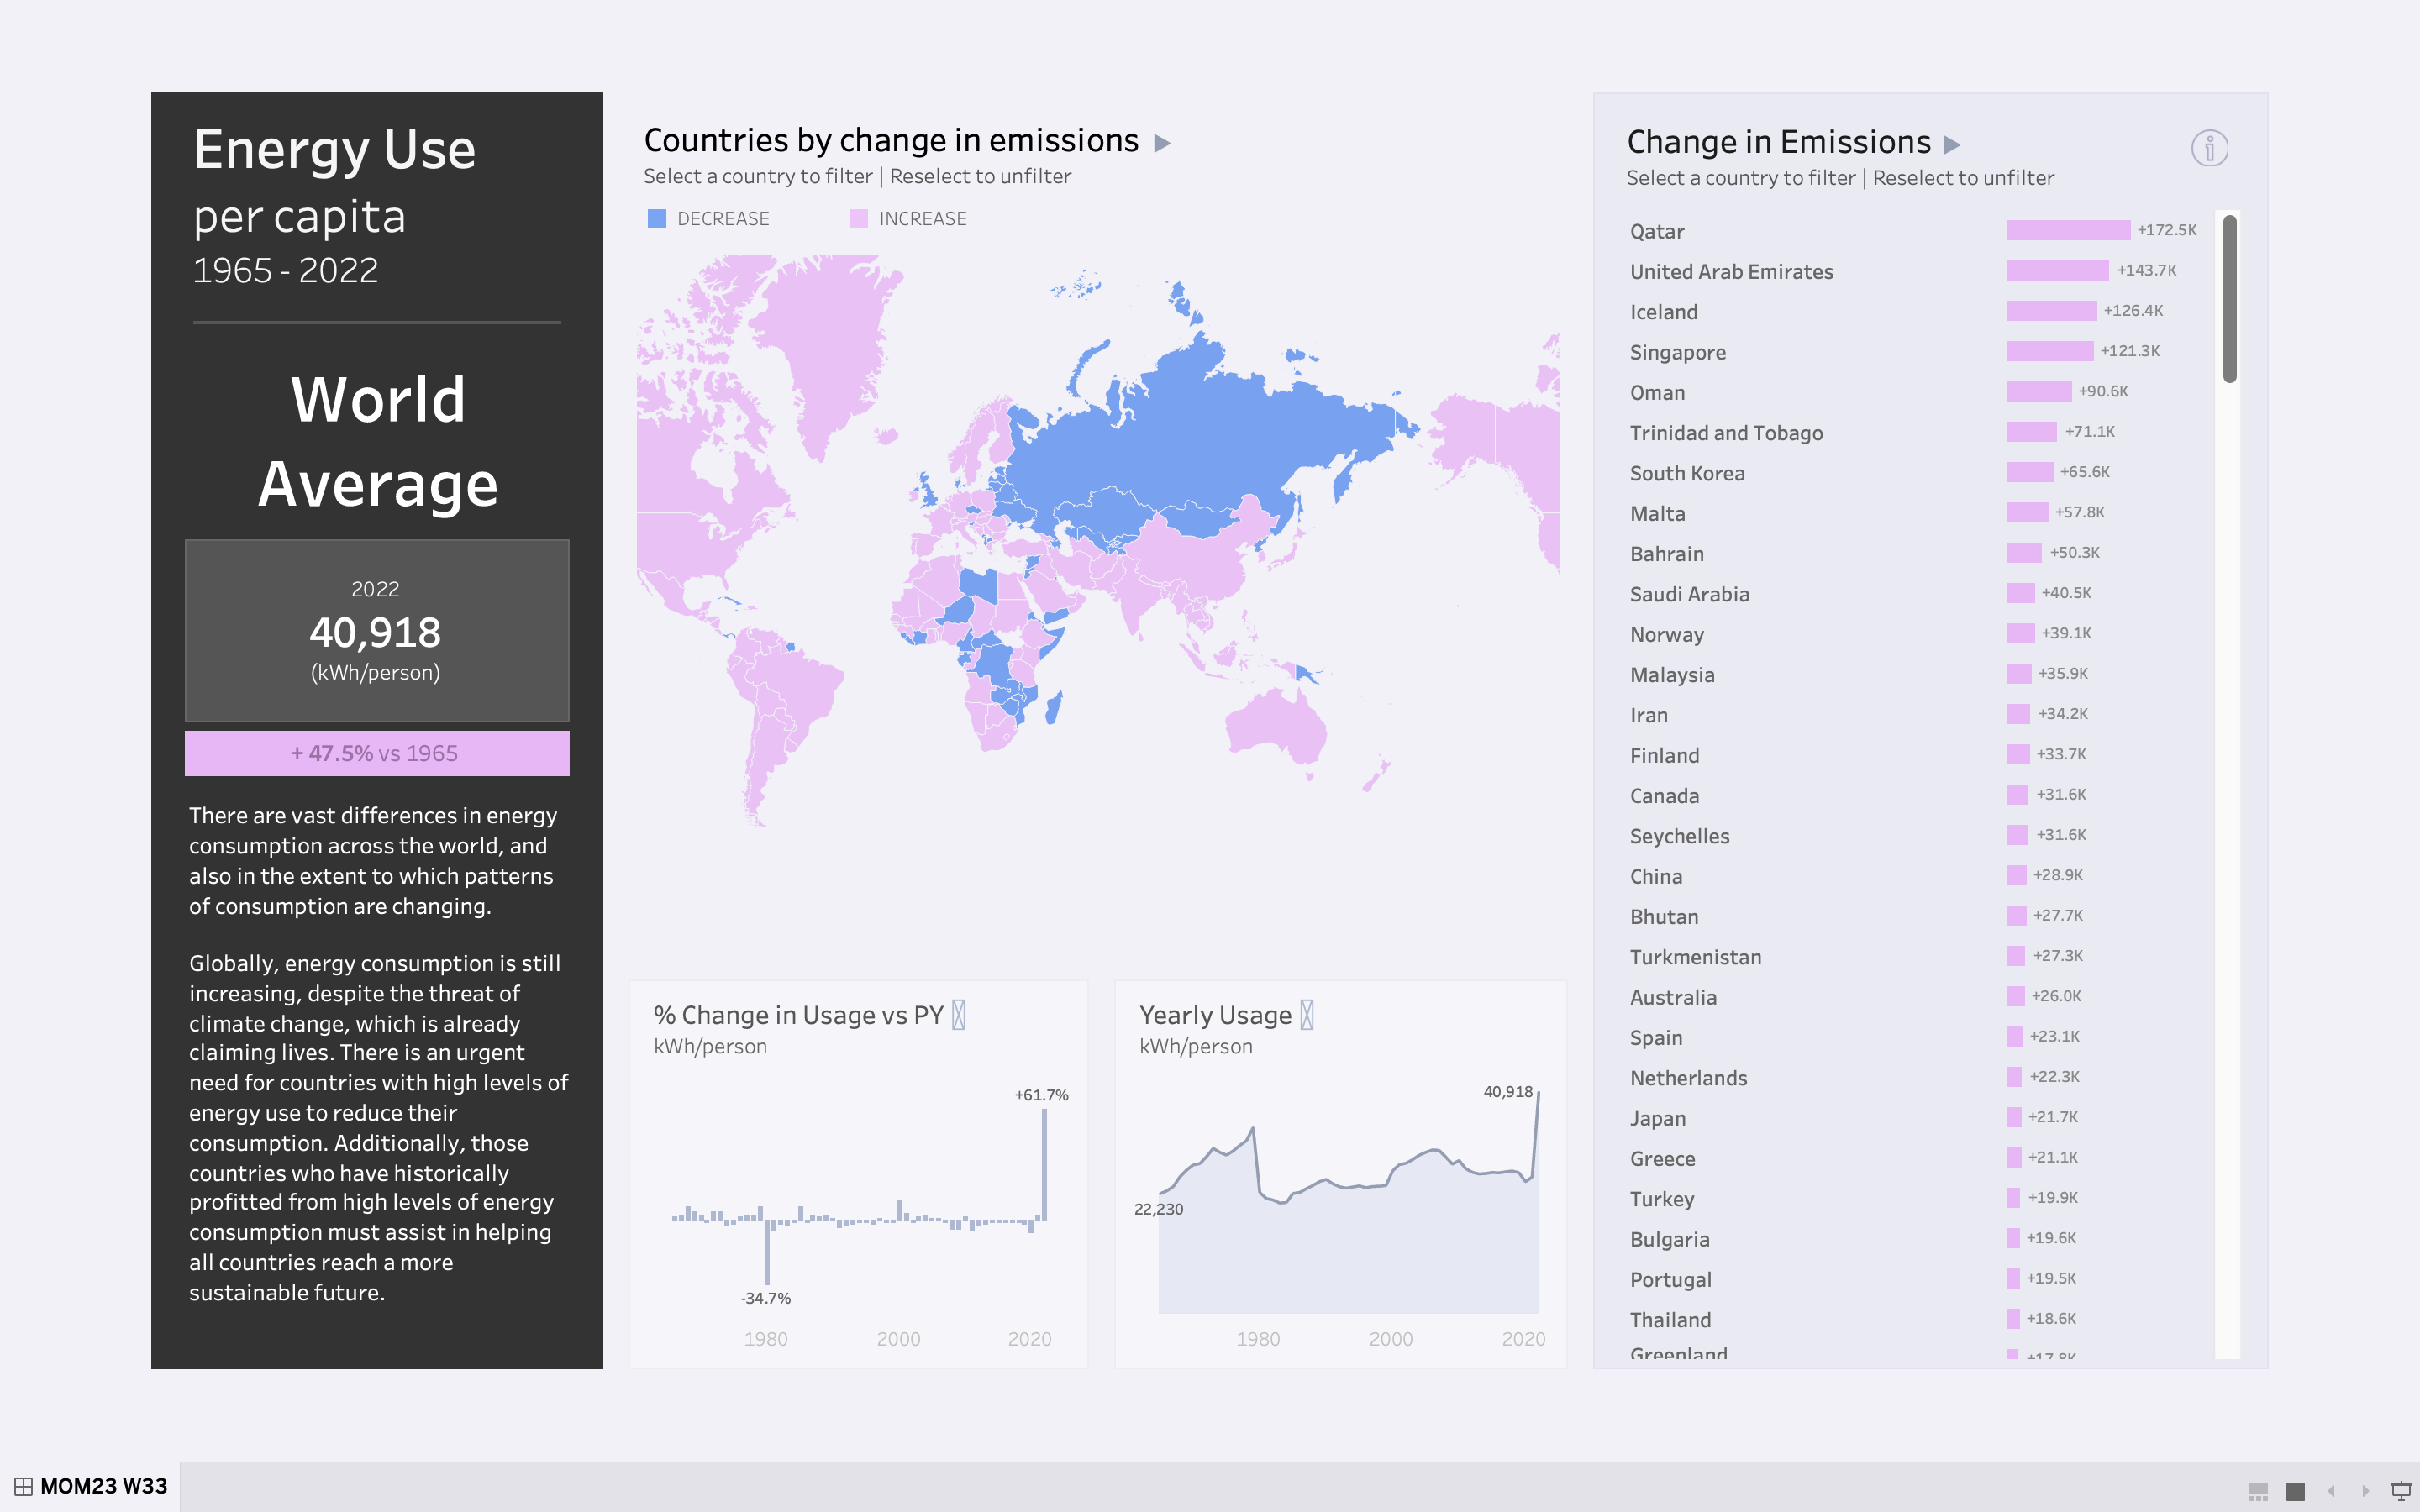 Energy Use
per capita
1965 - 2022
World
Average
2022
40,918
(kWh/person)
+ 47.5% vs 1965
There are vast differences in energy
consumption across the world, and
also in the extent to which patterns
of consumption are changing.
Globally, energy consumption is still
increasing, despite the threat of
climate change, which is already
claiming lives. There is an urgent
need for countries with high levels of
energy use to reduce their
consumption. Additionally, those
countries who have historically
profitted from high levels of energy
consumption must assist in helping
all countries reach a more
sustainable future.
Countries by change in emissions
Select a country to filter | Reselect to unfilter
DECREASE INCREASE
% Change in Usage vs PY
kWh/person
+61.7%
-34.7%
1980 2000 2020
Yearly Usage
kWh/person
40,918
22,230
1980 2000 2020
Change in Emissions
Select a country to filter | Reselect to unfilter
Qatar +172.5K
United Arab Emirates +143.7K
Iceland +126.4K
Singapore +121.3K
Oman +90.6K
Trinidad and Tobago +71.1K
South Korea +65.6K
Malta +57.8K
Bahrain +50.3K
Saudi Arabia +40.5K
Norway +39.1K
Malaysia +35.9K
Iran +34.2K
Finland +33.7K
Canada +31.6K
Seychelles +31.6K
China +28.9K
Bhutan +27.7K
Turkmenistan +27.3K
Australia +26.0K
Spain +23.1K
Netherlands +22.3K
Japan +21.7K
Greece +21.1K
Turkey +19.9K
Bulgaria +19.6K
Portugal +19.5K
Thailand +18.6K
Greenland +17.8K
MOM23 W33